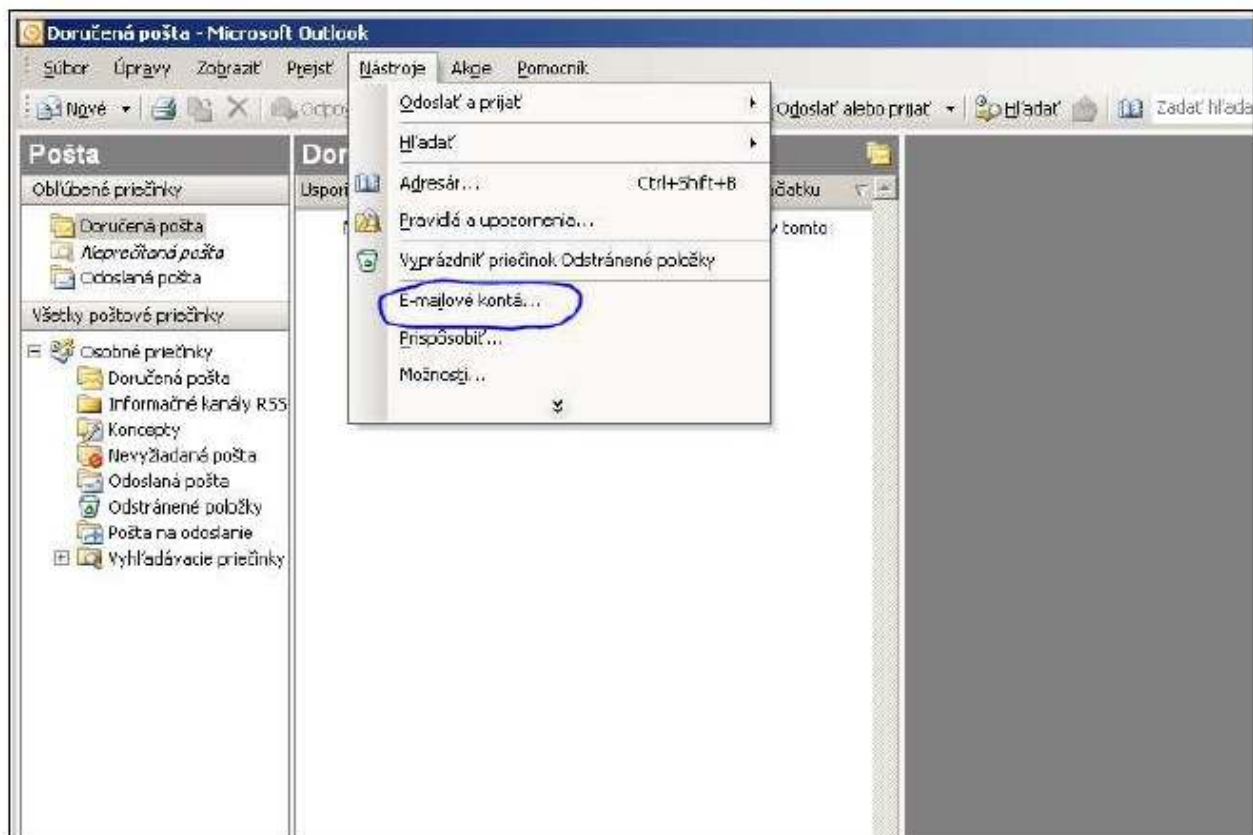 Doručená pošta - Microsoft Outlook
Súbor Úpravy Zobraziť Prejsť Nástroje Akcie Pomocník
Nové Odpov Odoslať alebo prijať Hľadať Zadať hľada
Odoslať a prijať
Hľadať
Adresár... Ctrl+Shift+B
Pravidlá a upozornenia...
Vyprázdniť priečinok Odstránené položky
E-mailové kontá...
Prispôsobiť...
Možnosti...
Pošta
Obľúbené priečinky
Doručená pošta
Neprečítaná pošta
Odoslaná pošta
Všetky poštové priečinky
Osobné priečinky
Doručená pošta
Informačné kanály RSS
Koncepty
Nevyžiadaná pošta
Odoslaná pošta
Odstránené položky
Pošta na odoslanie
Vyhľadávacie priečinky
Dor
Uspori ačiatku
v tomto